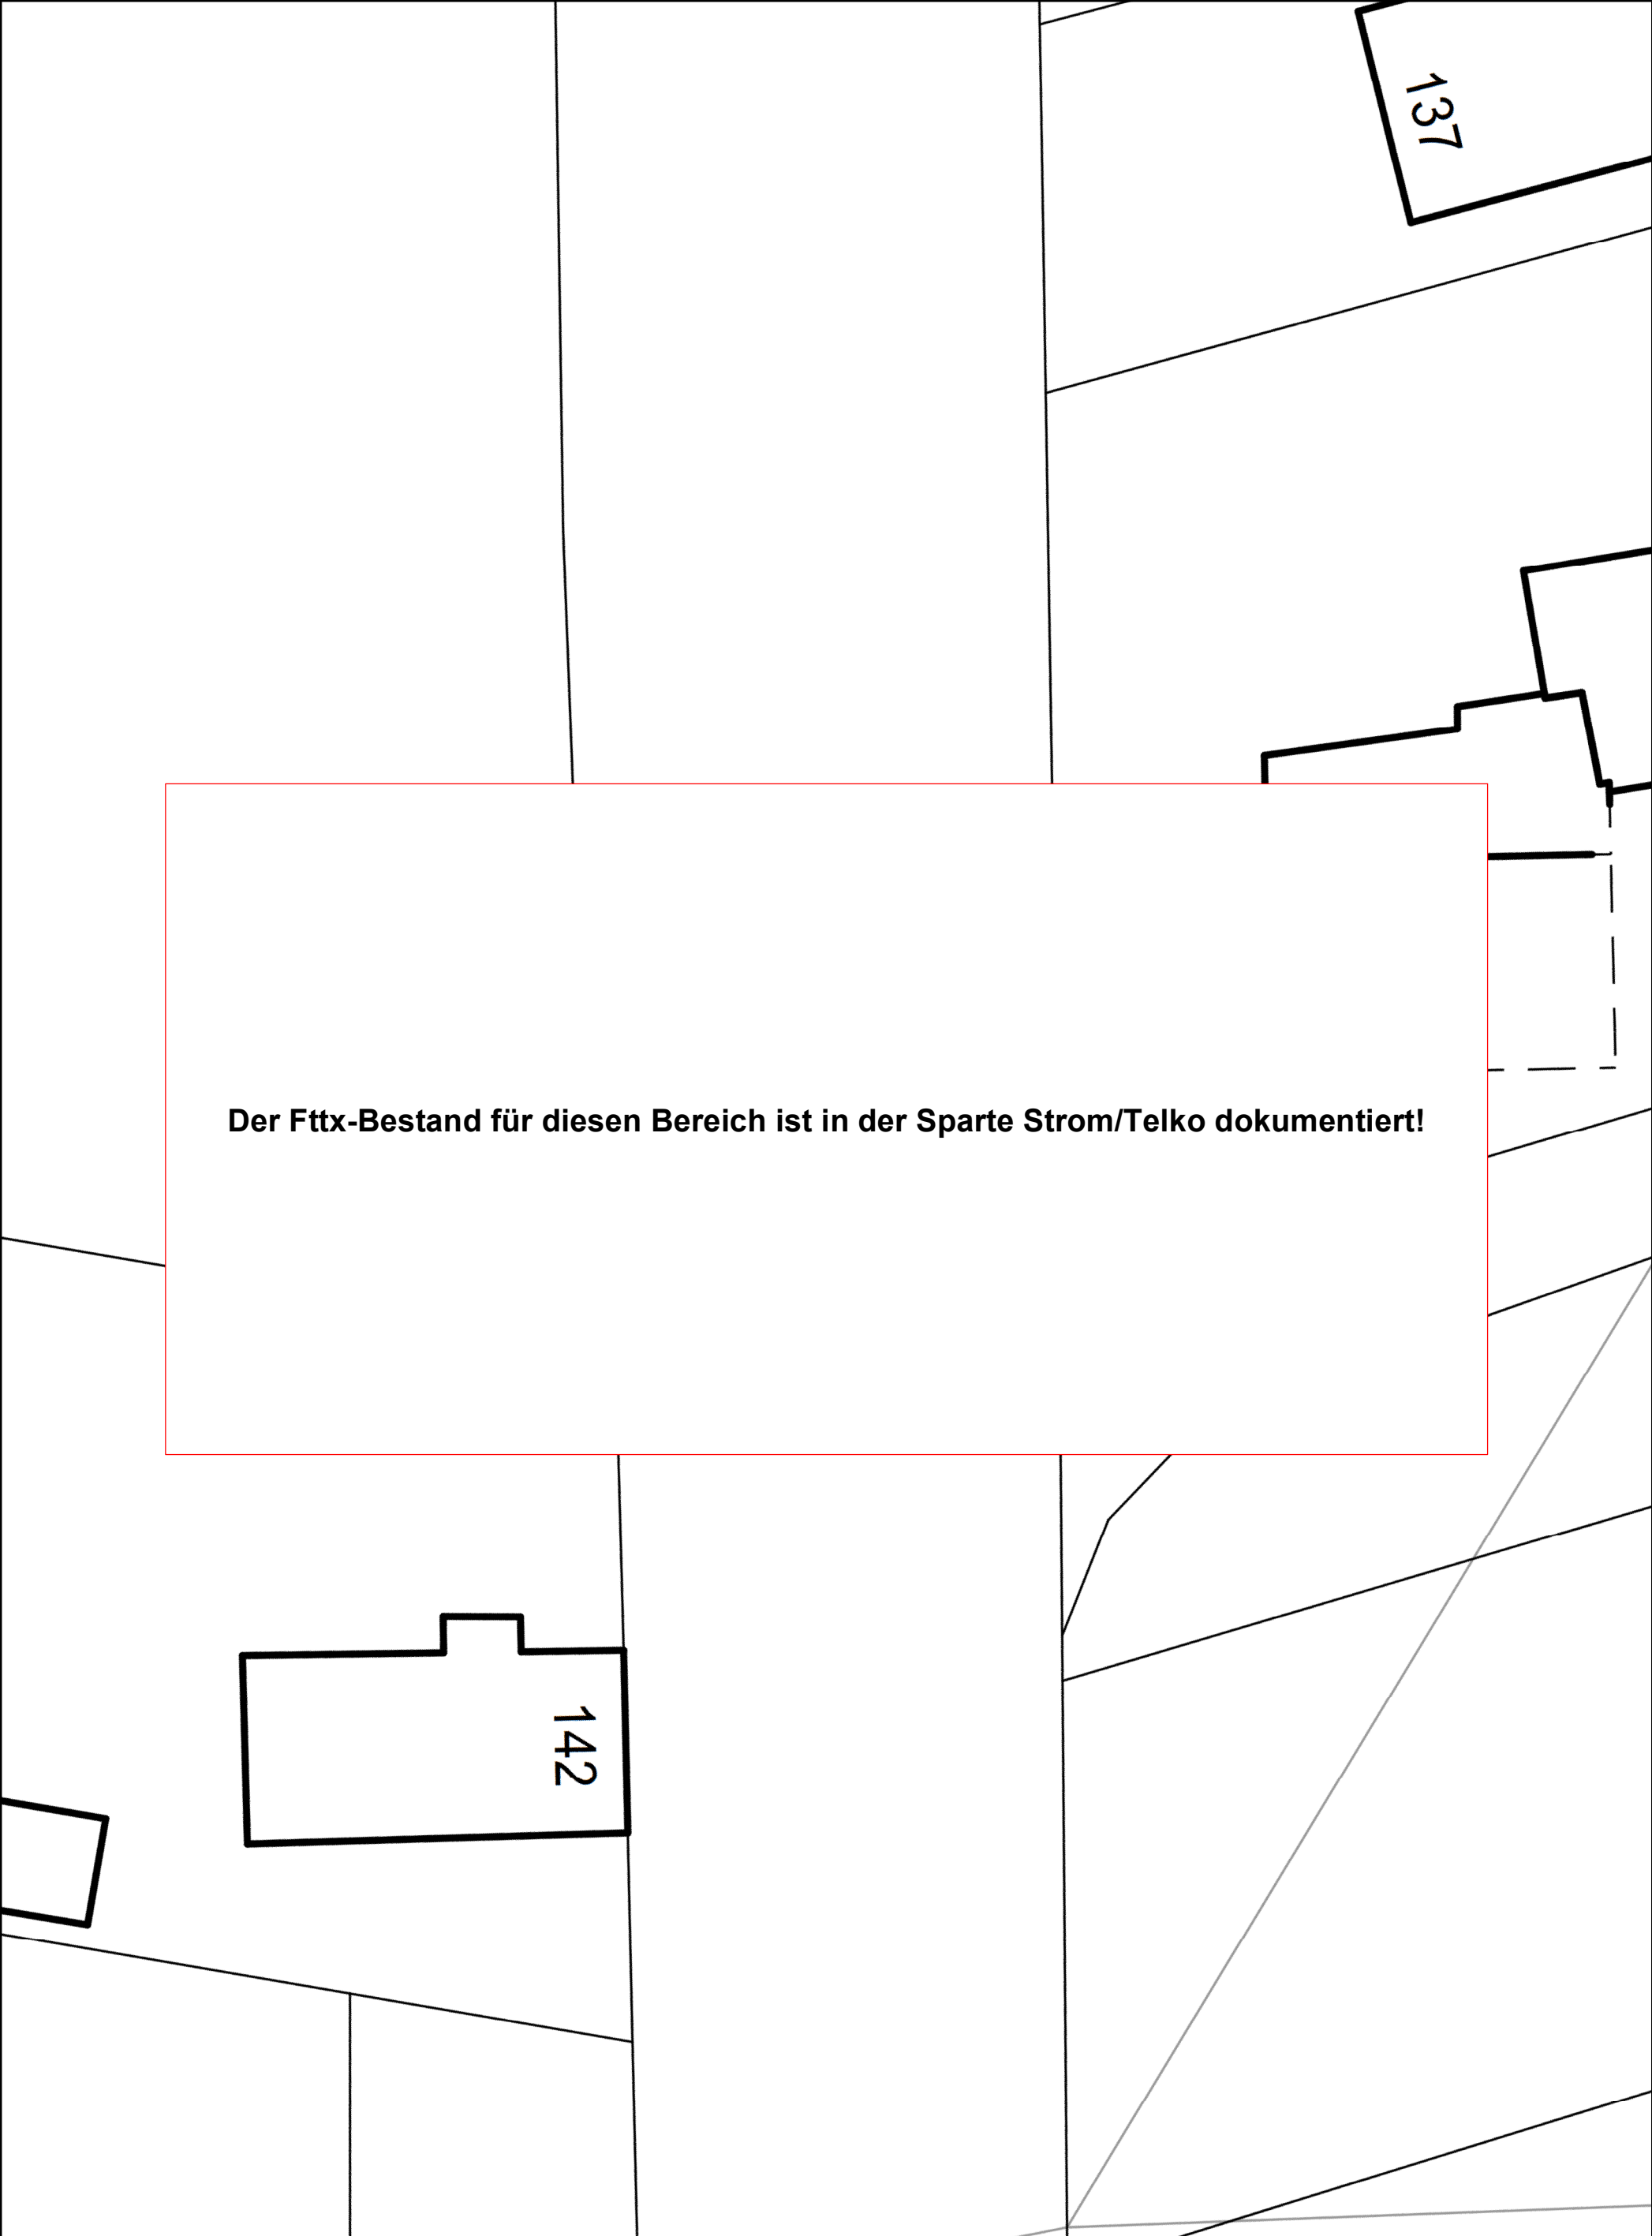 137
Der Fttx-Bestand für diesen Bereich ist in der Sparte Strom/Telko dokumentiert!
142